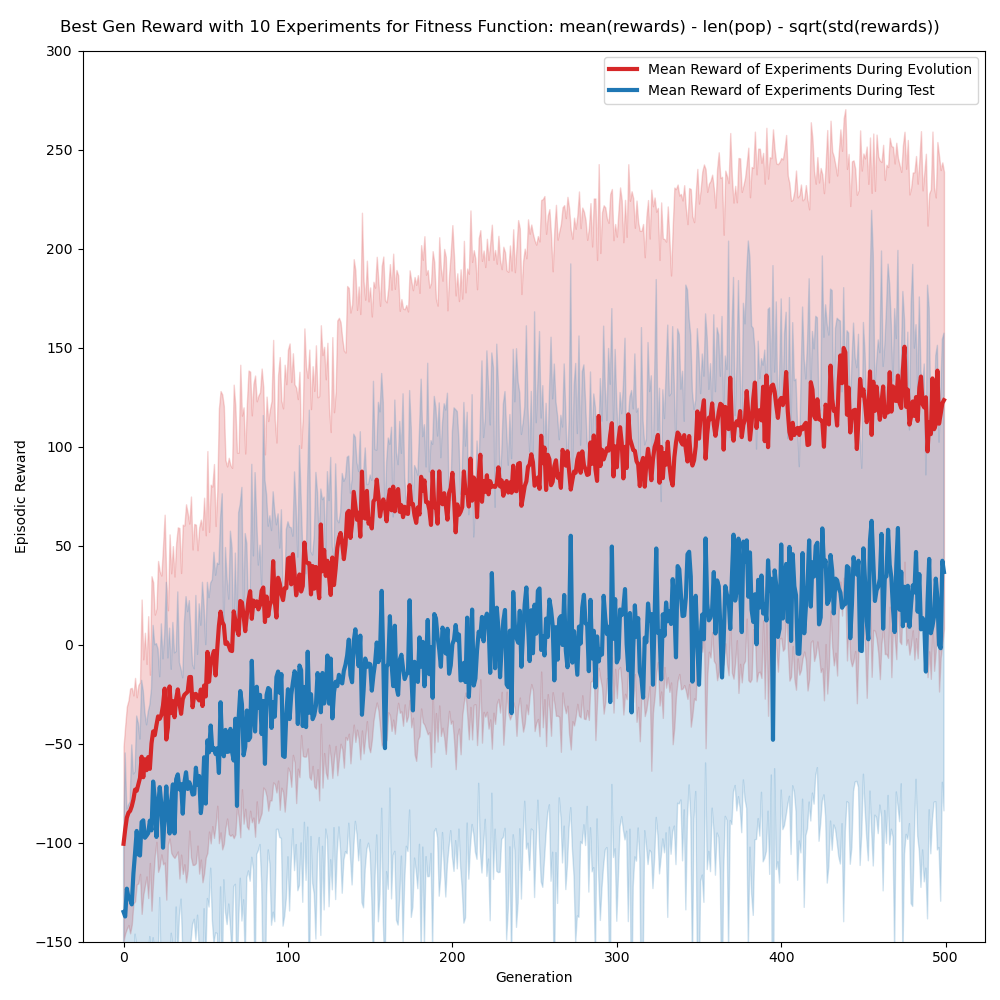 Best Gen Reward with 10 Experiments for Fitness Function: mean(rewards) - len(pop) - sqrt(std(rewards))
300
Mean Reward of Experiments During Evolution
Mean Reward of Experiments During Test
250
200
150
100
50
0
−50
−100
−150
Episodic Reward
0 100 200 300 400 500
Generation